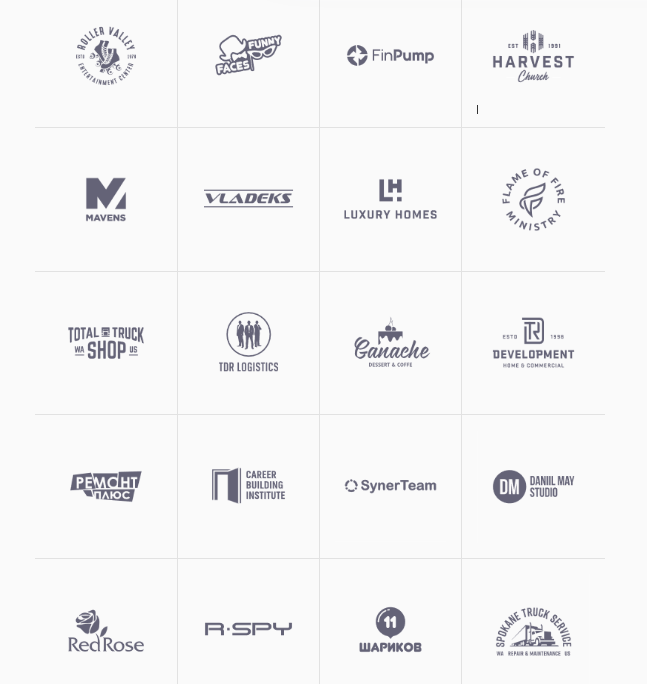 ROLLER VALLEY
ESTD 1979
ENTERTAINMENT CENTER
FUNNY
FACES
FinPump
EST 1991
HARVEST
Church
MAVENS
VLADEKS
LH
LUXURY HOMES
FLAME OF FIRE
MINISTRY
TOTAL TRUCK
WA SHOP US
TDR LOGISTICS
Ganache
DESSERT & COFFE
ESTD TR 1998
DEVELOPMENT
HOME & COMMERCIAL
РЕМОНТ
ПЛЮС
CAREER
BUILDING
INSTITUTE
SynerTeam
DM
DANIIL MAY
STUDIO
RedRose
R·SPY
11
ШАРИКОВ
SPOKANE TRUCK SERVICE
WA REPAIR & MAINTENANCE US